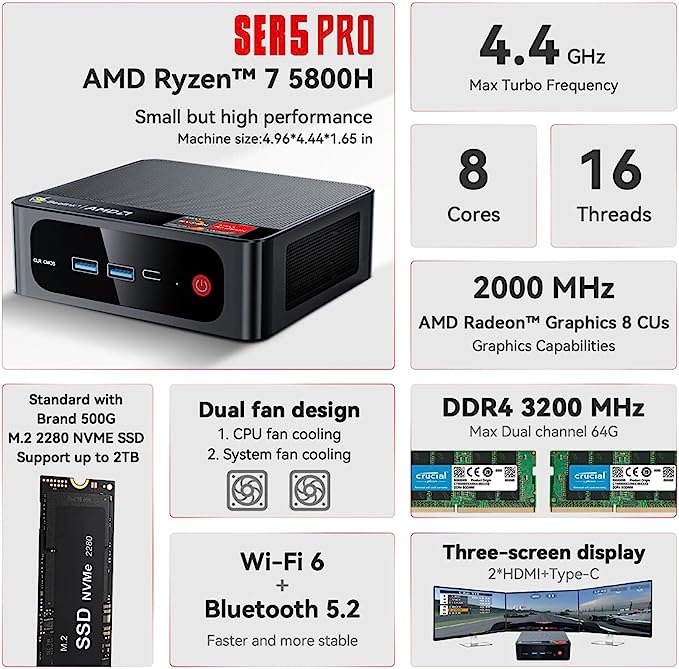 SER5 PRO
AMD Ryzen™ 7 5800H
Small but high performance
Machine size:4.96*4.44*1.65 in
Beelink
AMD
CLR CMOS
4.4 GHz
Max Turbo Frequency
8
Cores
16
Threads
2000 MHz
AMD Radeon™ Graphics 8 CUs
Graphics Capabilities
Standard with
Brand 500G
M.2 2280 NVME SSD
Support up to 2TB
M.2
SSD NVMe 2280
Dual fan design
1. CPU fan cooling
2. System fan cooling
DDR4 3200 MHz
Max Dual channel 64G
crucial
crucial
Wi-Fi 6
+
Bluetooth 5.2
Faster and more stable
Three-screen display
2*HDMI+Type-C